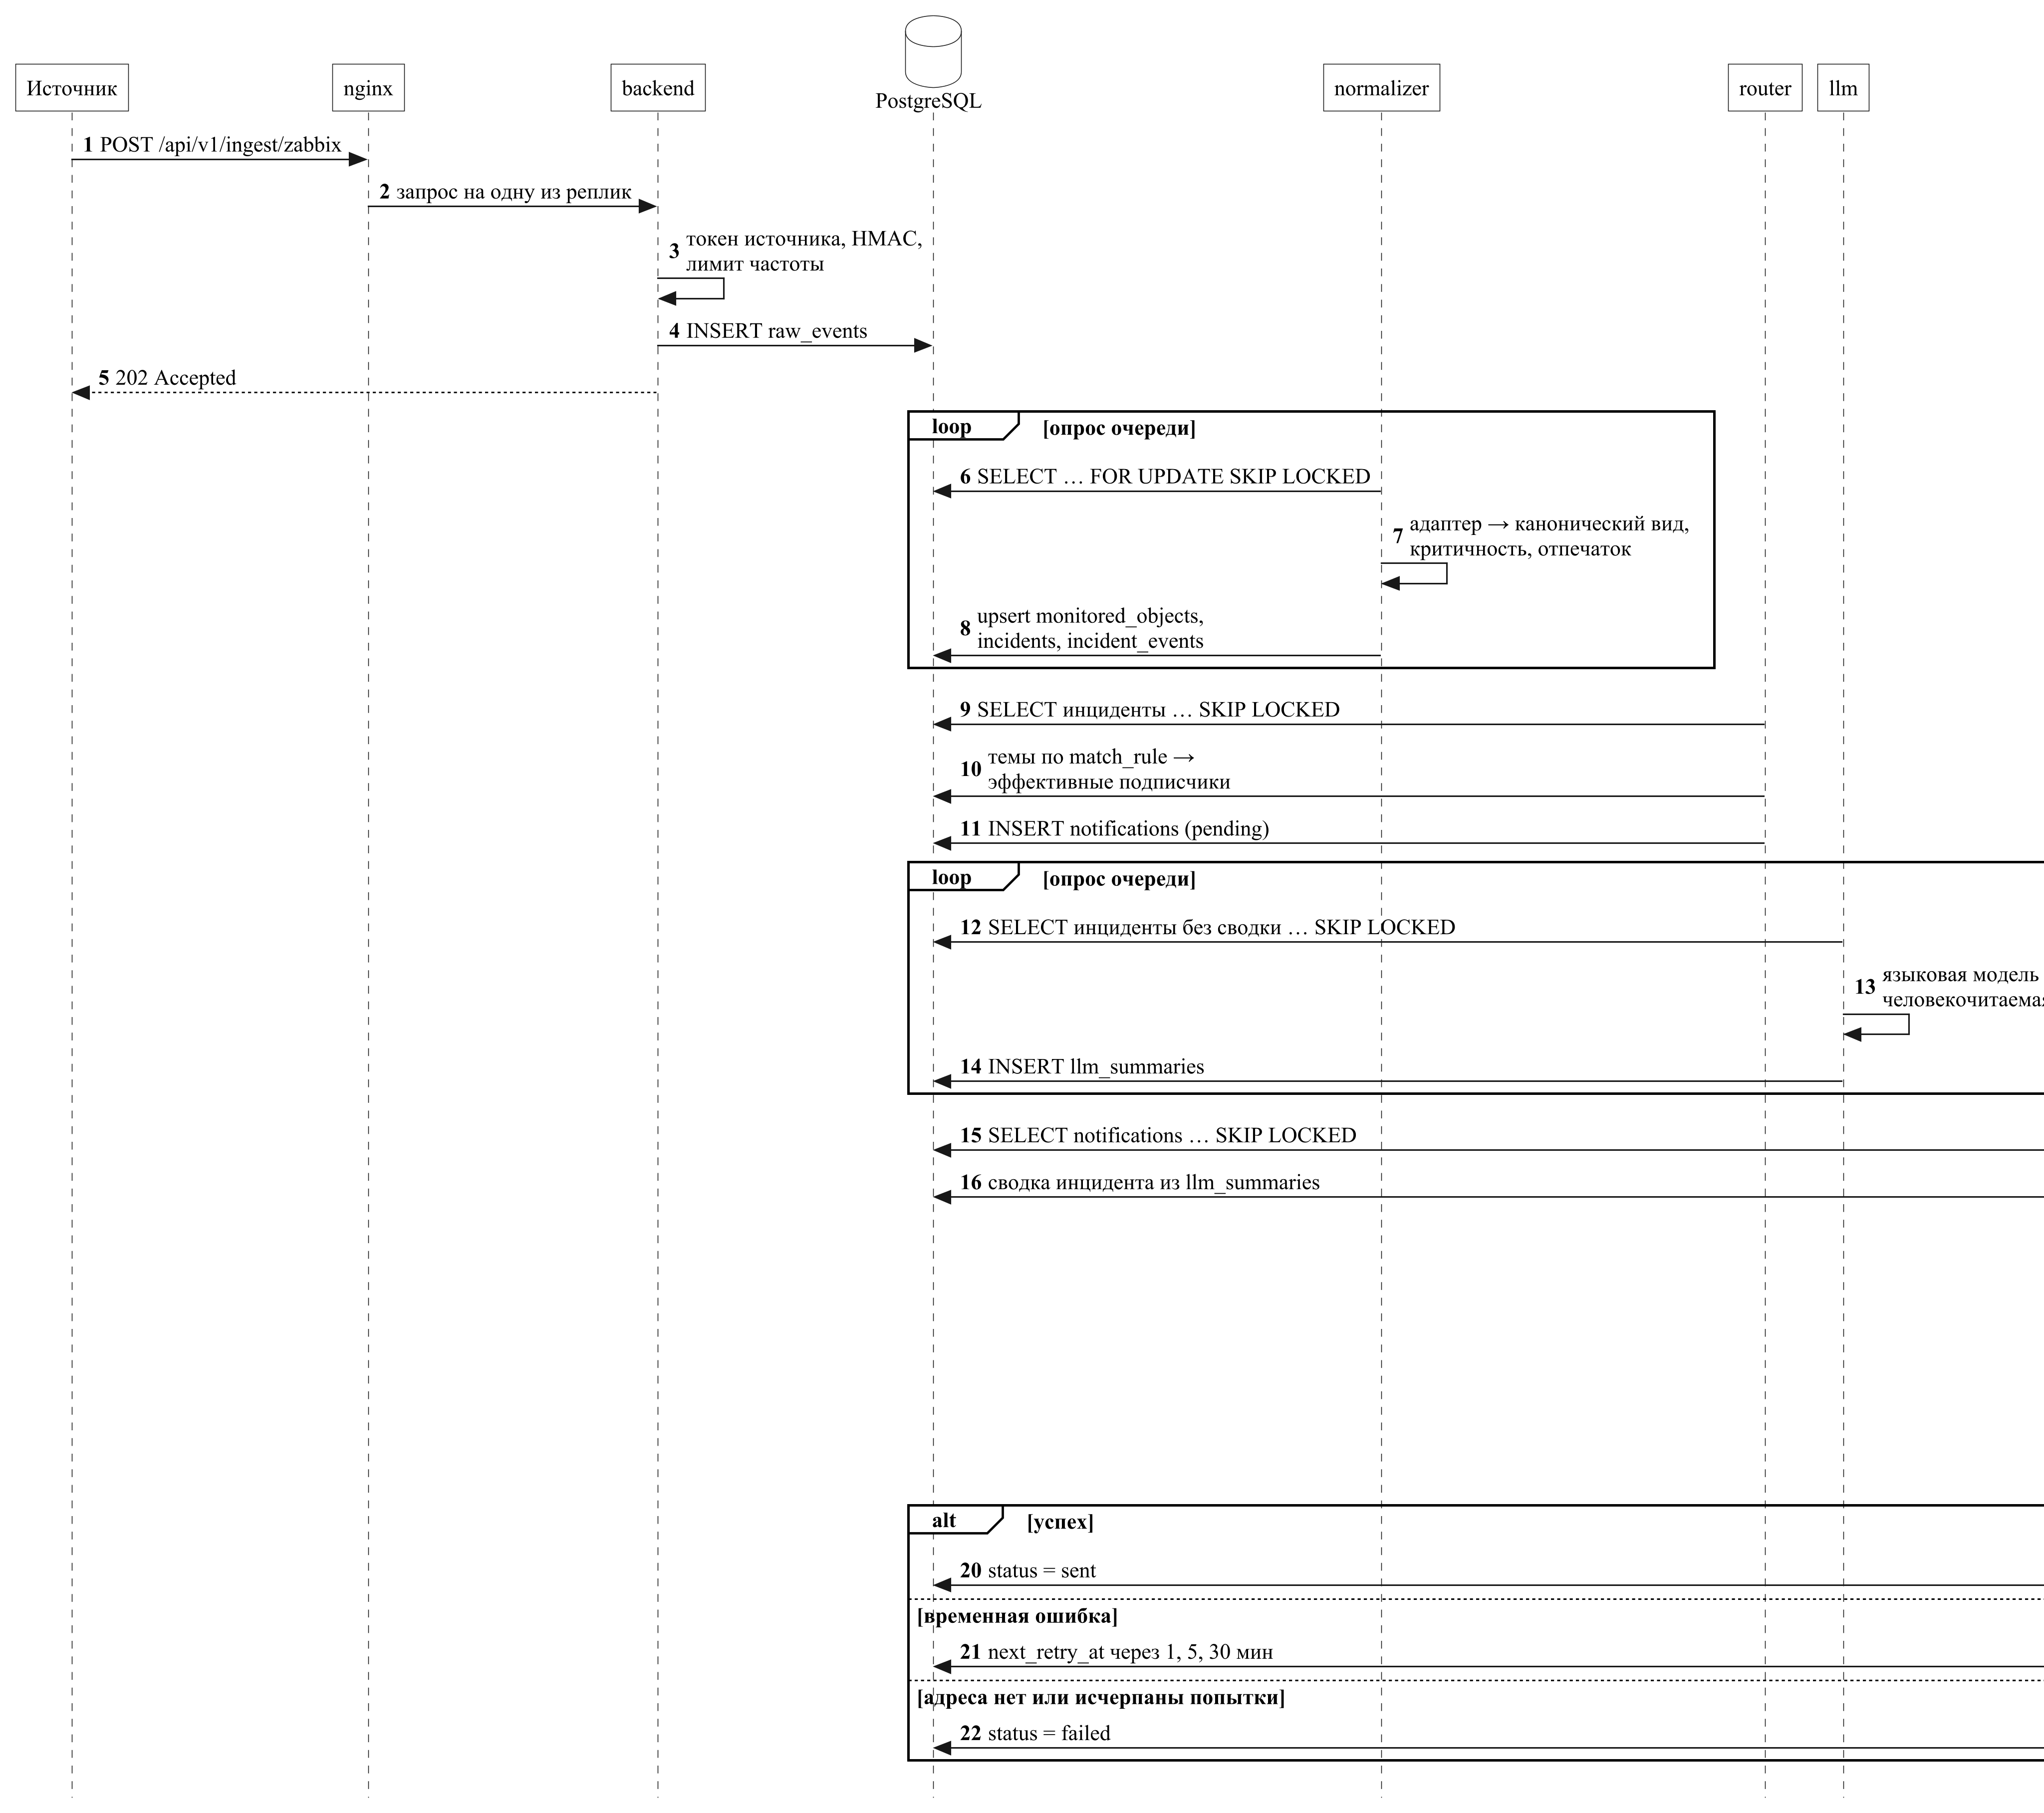 Источник
nginx
backend
PostgreSQL
normalizer
router
llm
1 POST /api/v1/ingest/zabbix
2 запрос на одну из реплик
3 токен источника, HMAC,
лимит частоты
4 INSERT raw_events
5 202 Accepted
loop [опрос очереди]
6 SELECT … FOR UPDATE SKIP LOCKED
7 адаптер → канонический вид,
критичность, отпечаток
8 upsert monitored_objects,
incidents, incident_events
9 SELECT инциденты … SKIP LOCKED
10 темы по match_rule →
эффективные подписчики
11 INSERT notifications (pending)
loop [опрос очереди]
12 SELECT инциденты без сводки … SKIP LOCKED
13 языковая модель
человекочитаемая
14 INSERT llm_summaries
15 SELECT notifications … SKIP LOCKED
16 сводка инцидента из llm_summaries
alt [успех]
20 status = sent
[временная ошибка]
21 next_retry_at через 1, 5, 30 мин
[адреса нет или исчерпаны попытки]
22 status = failed